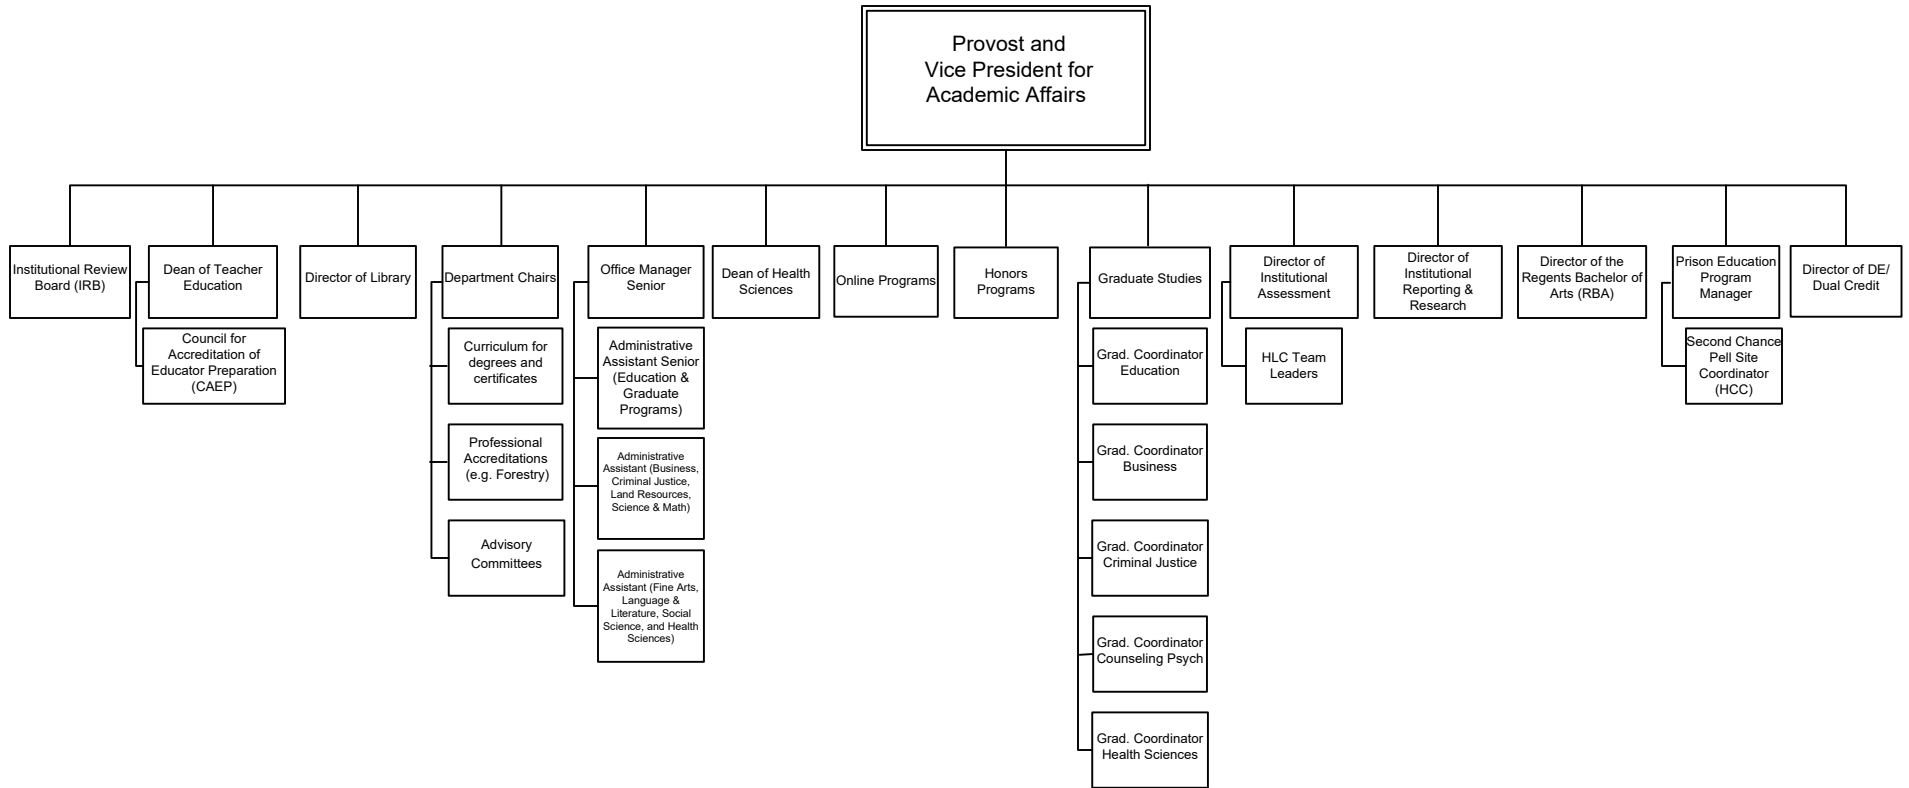 Provost and
Vice President for
Academic Affairs
Institutional Review
Board (IRB)
Dean of Teacher
Education
Director of Library
Department Chairs
Office Manager
Senior
Dean of Health
Sciences
Online Programs
Honors
Programs
Graduate Studies
Director of
Institutional
Assessment
Director of
Institutional
Reporting &
Research
Director of the
Regents Bachelor of
Arts (RBA)
Prison Education
Program
Manager
Director of DE/
Dual Credit
Council for
Accreditation of
Educator Preparation
(CAEP)
Curriculum for
degrees and
certificates
Professional
Accreditations
(e.g. Forestry)
Advisory
Committees
Administrative
Assistant Senior
(Education &
Graduate
Programs)
Administrative
Assistant (Business,
Criminal Justice,
Land Resources,
Science & Math)
Administrative
Assistant (Fine Arts,
Language &
Literature, Social
Science, and Health
Sciences)
Grad. Coordinator
Education
Grad. Coordinator
Business
Grad. Coordinator
Criminal Justice
Grad. Coordinator
Counseling Psych
Grad. Coordinator
Health Sciences
HLC Team
Leaders
Second Chance
Pell Site
Coordinator
(HCC)